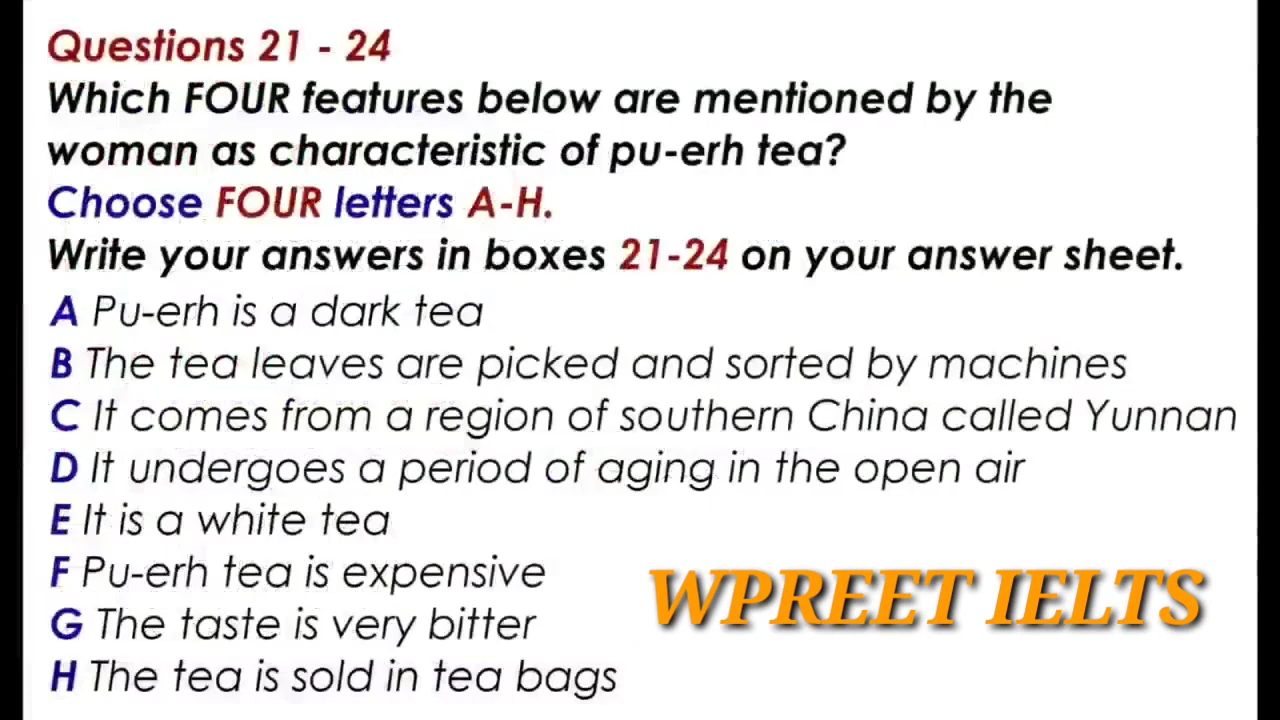 Questions 21 - 24
Which FOUR features below are mentioned by the
woman as characteristic of pu-erh tea?
Choose FOUR letters A-H.
Write your answers in boxes 21-24 on your answer sheet.
A Pu-erh is a dark tea
B The tea leaves are picked and sorted by machines
C It comes from a region of southern China called Yunnan
D It undergoes a period of aging in the open air
E It is a white tea
F Pu-erh tea is expensive
G The taste is very bitter
H The tea is sold in tea bags
WPREET IELTS